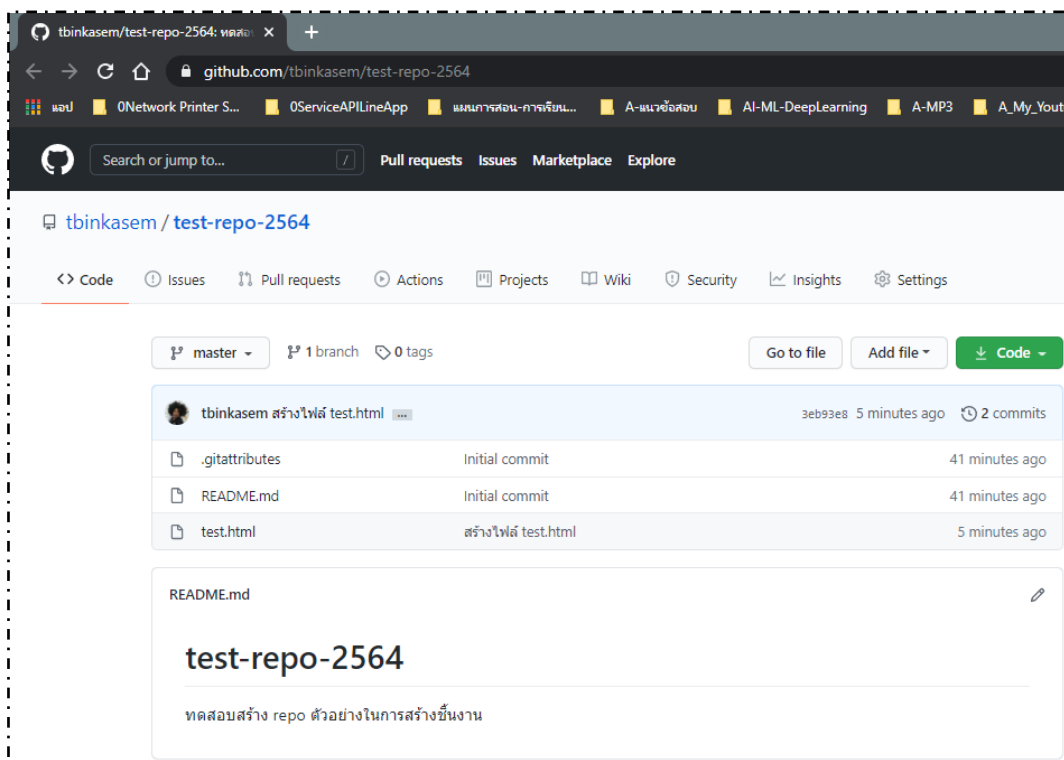 tbinkasem/test-repo-2564: ทดสอบ
github.com/tbinkasem/test-repo-2564
แอป 0Network Printer S... 0ServiceAPILineApp แผนการสอน-การเรียน... A-แนวข้อสอบ AI-ML-DeepLearning A-MP3 A_My_Yout
Search or jump to... / Pull requests Issues Marketplace Explore
tbinkasem / test-repo-2564
<> Code Issues Pull requests Actions Projects Wiki Security Insights Settings
master 1 branch 0 tags Go to file Add file Code
tbinkasem สร้างไฟล์ test.html ... 3eb93e8 5 minutes ago 2 commits
.gitattributes Initial commit 41 minutes ago
README.md Initial commit 41 minutes ago
test.html สร้างไฟล์ test.html 5 minutes ago
README.md
test-repo-2564
ทดสอบสร้าง repo ตัวอย่างในการสร้างชิ้นงาน